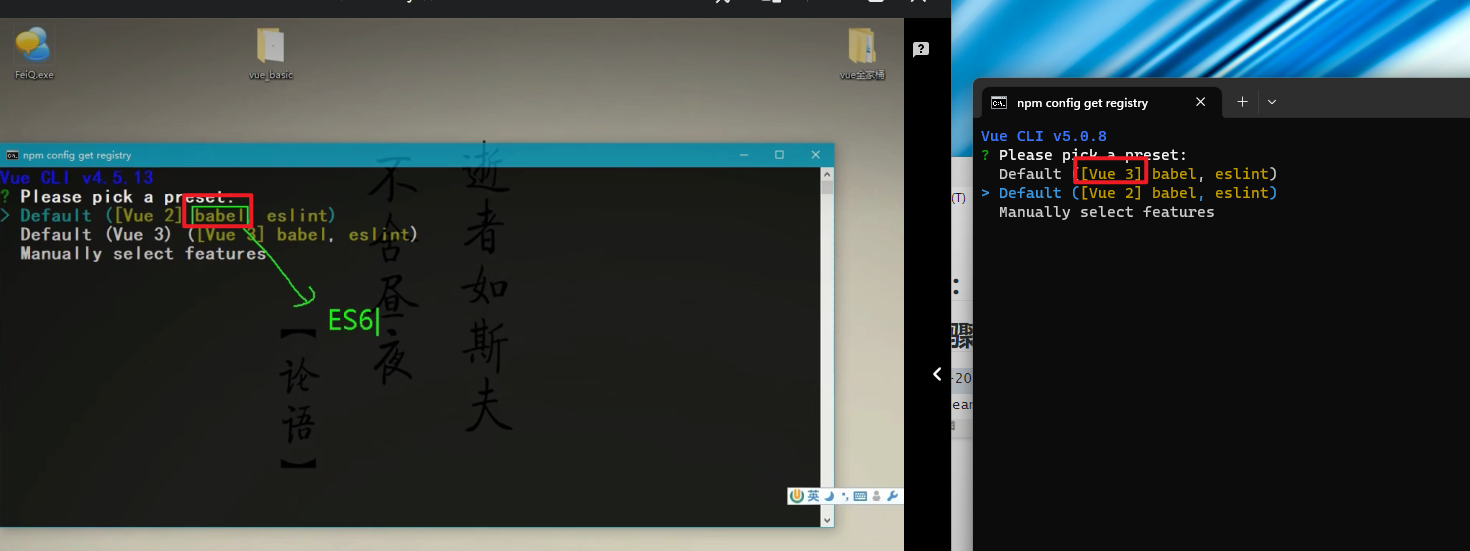 FeiQ.exe
vue_basic
vue全家桶
npm config get registry
Vue CLI v4.5.13
? Please pick a preset:
> Default ([Vue 2] babel, eslint)
Default (Vue 3) ([Vue 3] babel, eslint)
Manually select features
ES6
逝者如斯夫
不舍昼夜
【论语】
英
npm config get registry
Vue CLI v5.0.8
? Please pick a preset:
Default ([Vue 3] babel, eslint)
> Default ([Vue 2] babel, eslint)
Manually select features
(T)
:
骤
-20
ear